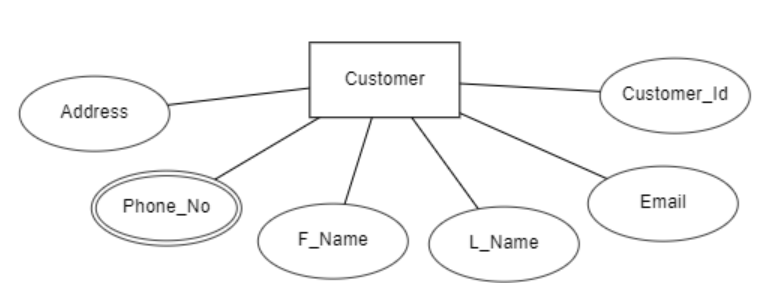 Customer
Customer_Id
Address
Phone_No
Email
F_Name
L_Name